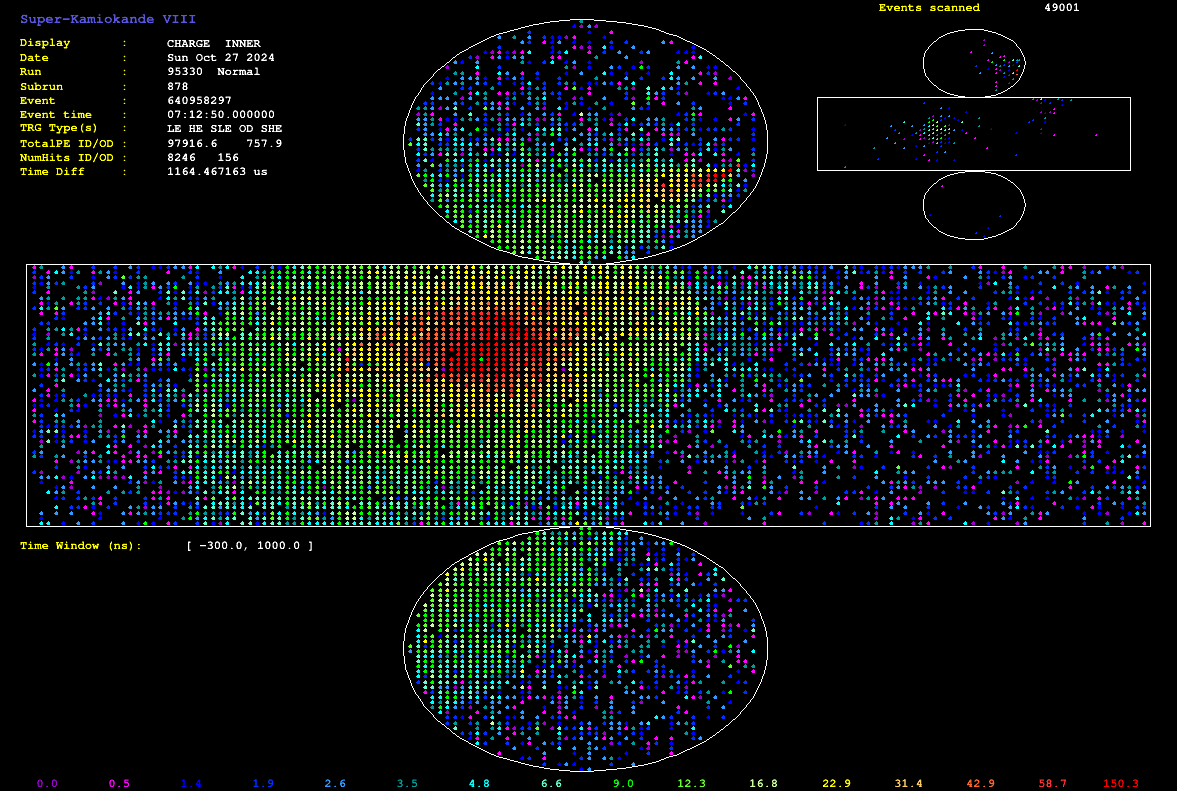 Super-Kamiokande VIII
Events scanned 49001
Display : CHARGE INNER
Date : Sun Oct 27 2024
Run : 95330 Normal
Subrun : 878
Event : 640958297
Event time : 07:12:50.000000
TRG Type(s) : LE HE SLE OD SHE
TotalPE ID/OD : 97916.6 757.9
NumHits ID/OD : 8246 156
Time Diff : 1164.467163 us
Time Window (ns): [ -300.0, 1000.0 ]
0.0 0.5 1.4 1.9 2.6 3.5 4.8 6.6 9.0 12.3 16.8 22.9 31.4 42.9 58.7 150.3